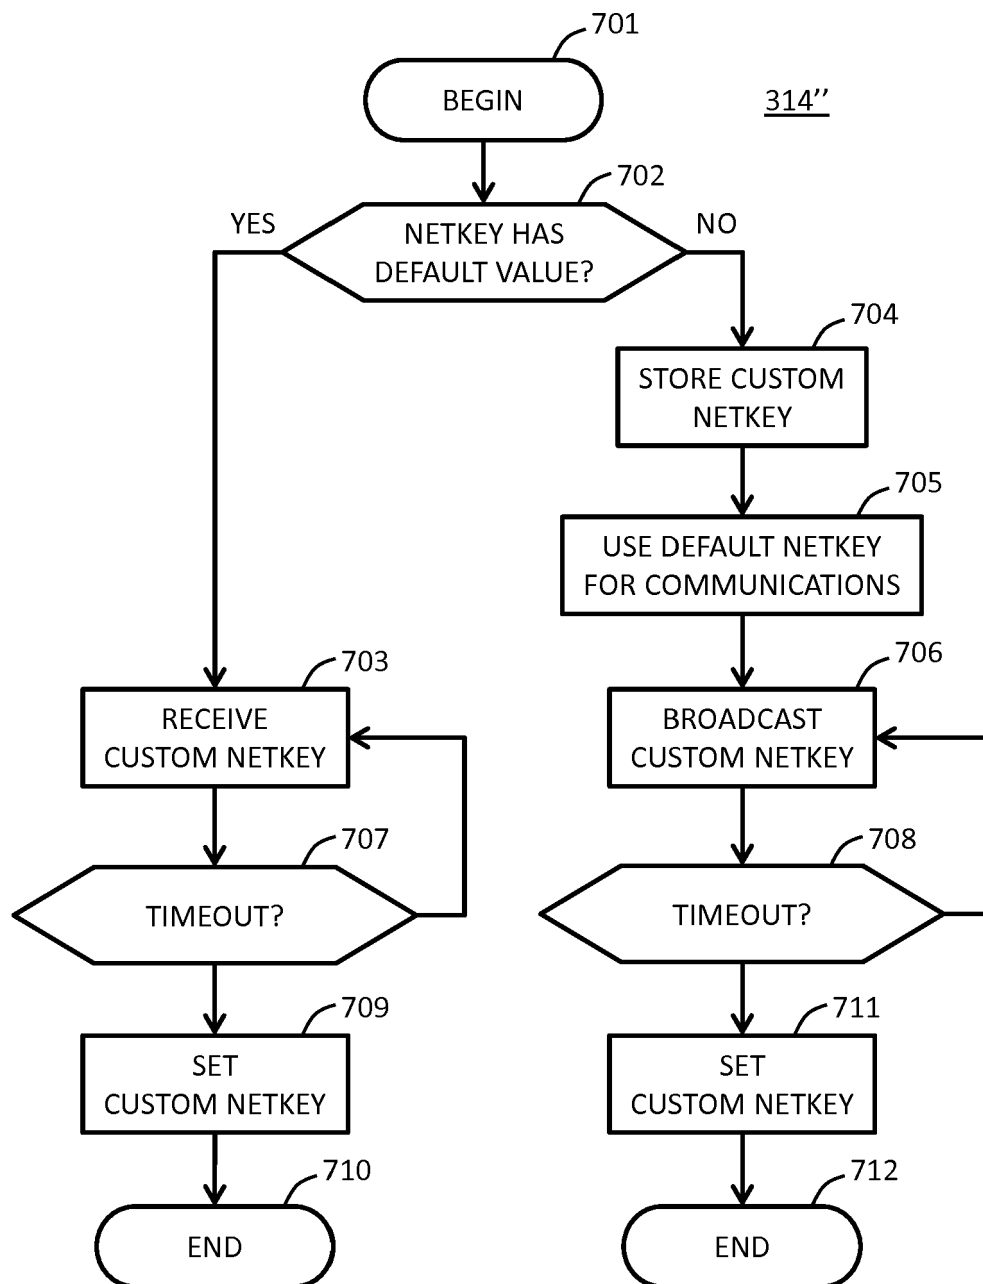 701
BEGIN
314’’
702
YES
NO
NETKEY HAS
DEFAULT VALUE?
704
STORE CUSTOM
NETKEY
705
USE DEFAULT NETKEY
FOR COMMUNICATIONS
703
RECEIVE
CUSTOM NETKEY
706
BROADCAST
CUSTOM NETKEY
707
TIMEOUT?
708
TIMEOUT?
709
SET
CUSTOM NETKEY
711
SET
CUSTOM NETKEY
710
END
712
END